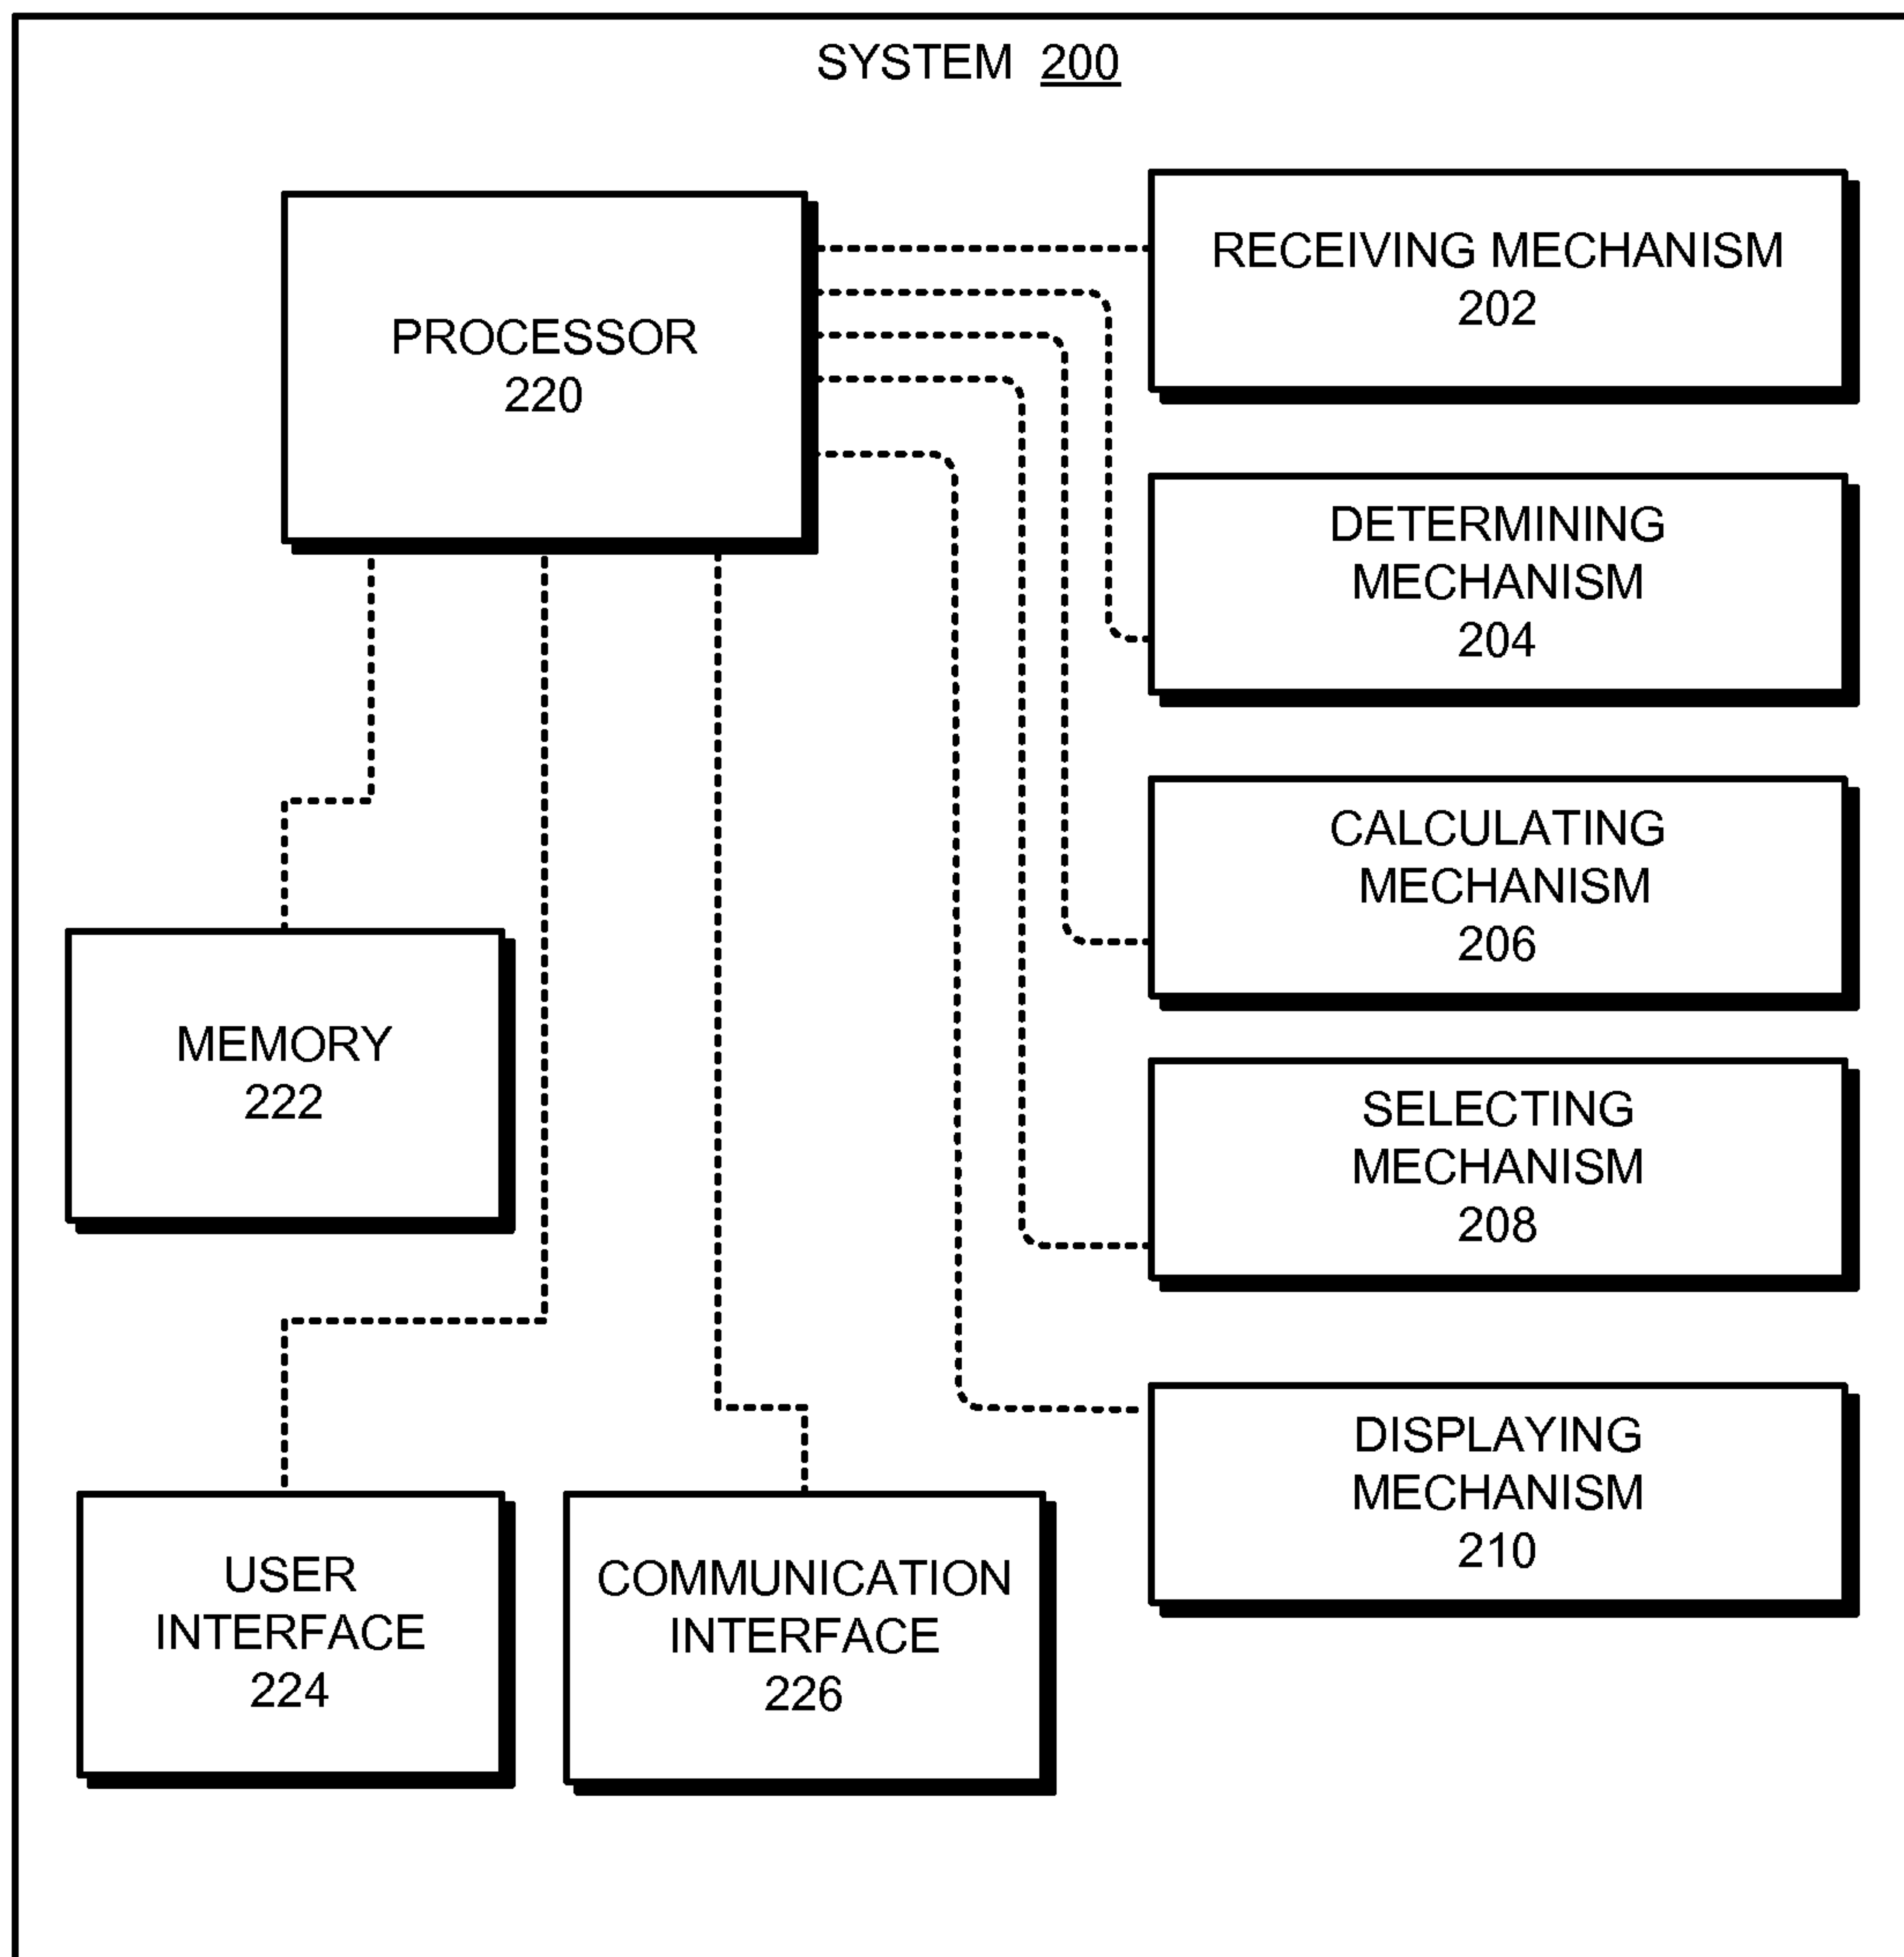 SYSTEM 200
PROCESSOR
220
RECEIVING MECHANISM
202
DETERMINING
MECHANISM
204
CALCULATING
MECHANISM
206
MEMORY
222
SELECTING
MECHANISM
208
DISPLAYING
MECHANISM
210
USER
INTERFACE
224
COMMUNICATION
INTERFACE
226